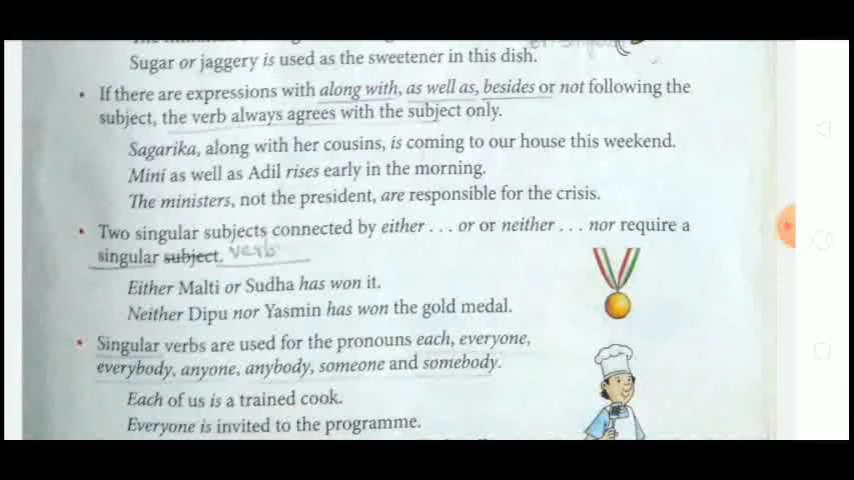 Sugar or jaggery is used as the sweetener in this dish.
• If there are expressions with along with, as well as, besides or not following the
subject, the verb always agrees with the subject only.
Sagarika, along with her cousins, is coming to our house this weekend.
Mini as well as Adil rises early in the morning.
The ministers, not the president, are responsible for the crisis.
• Two singular subjects connected by either . . . or or neither . . . nor require a
singular subject. verb
Either Malti or Sudha has won it.
Neither Dipu nor Yasmin has won the gold medal.
• Singular verbs are used for the pronouns each, everyone,
everybody, anyone, anybody, someone and somebody.
Each of us is a trained cook.
Everyone is invited to the programme.